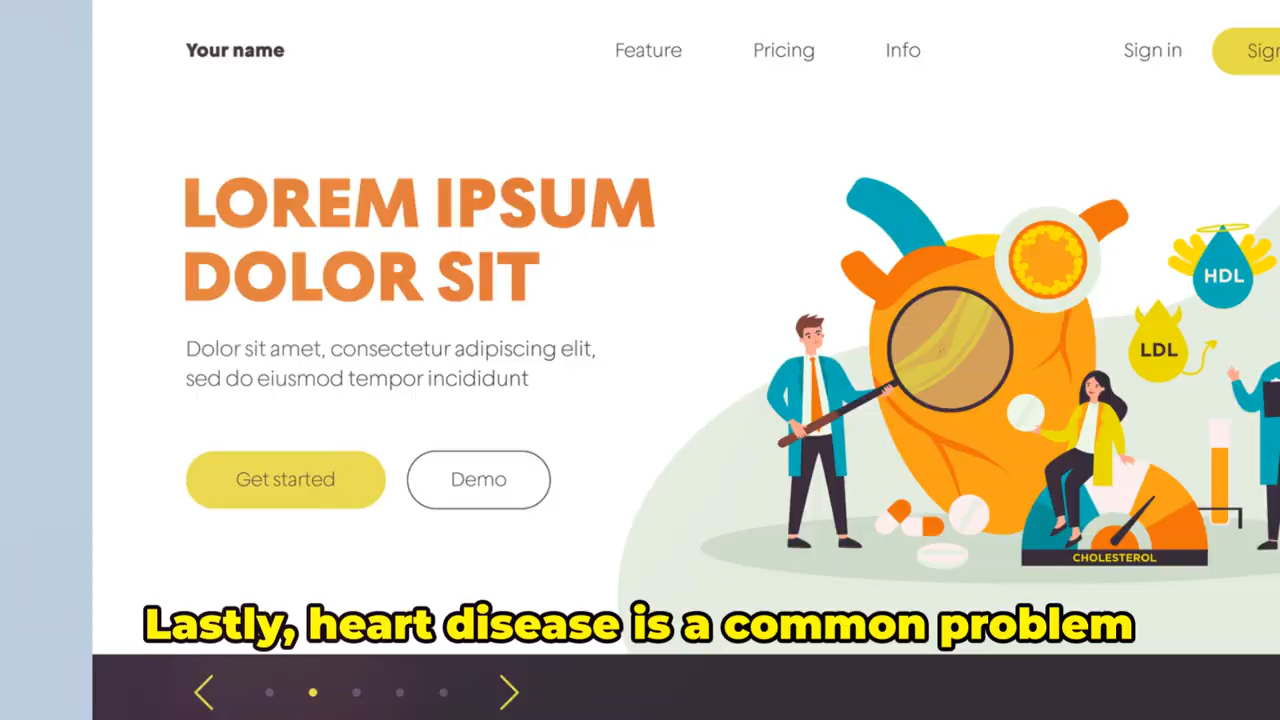 Your name
Feature
Pricing
Info
Sign in
LOREM IPSUM
DOLOR SIT
Dolor sit amet, consectetur adipiscing elit,
sed do eiusmod tempor incididunt
Get started
Demo
HDL
LDL
CHOLESTEROL
Lastly, heart disease is a common problem